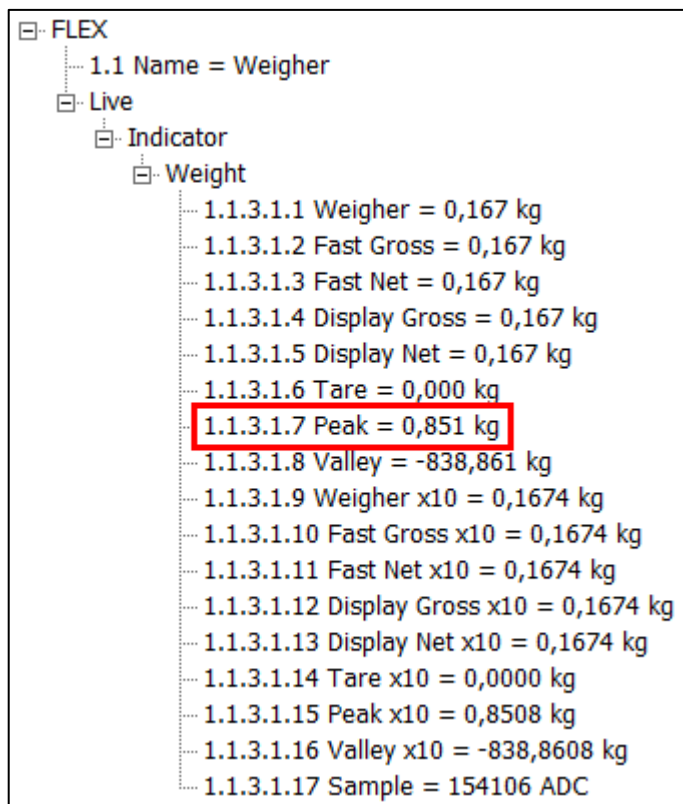 FLEX
1.1 Name = Weigher
Live
Indicator
Weight
1.1.3.1.1 Weigher = 0,167 kg
1.1.3.1.2 Fast Gross = 0,167 kg
1.1.3.1.3 Fast Net = 0,167 kg
1.1.3.1.4 Display Gross = 0,167 kg
1.1.3.1.5 Display Net = 0,167 kg
1.1.3.1.6 Tare = 0,000 kg
1.1.3.1.7 Peak = 0,851 kg
1.1.3.1.8 Valley = -838,861 kg
1.1.3.1.9 Weigher x10 = 0,1674 kg
1.1.3.1.10 Fast Gross x10 = 0,1674 kg
1.1.3.1.11 Fast Net x10 = 0,1674 kg
1.1.3.1.12 Display Gross x10 = 0,1674 kg
1.1.3.1.13 Display Net x10 = 0,1674 kg
1.1.3.1.14 Tare x10 = 0,0000 kg
1.1.3.1.15 Peak x10 = 0,8508 kg
1.1.3.1.16 Valley x10 = -838,8608 kg
1.1.3.1.17 Sample = 154106 ADC